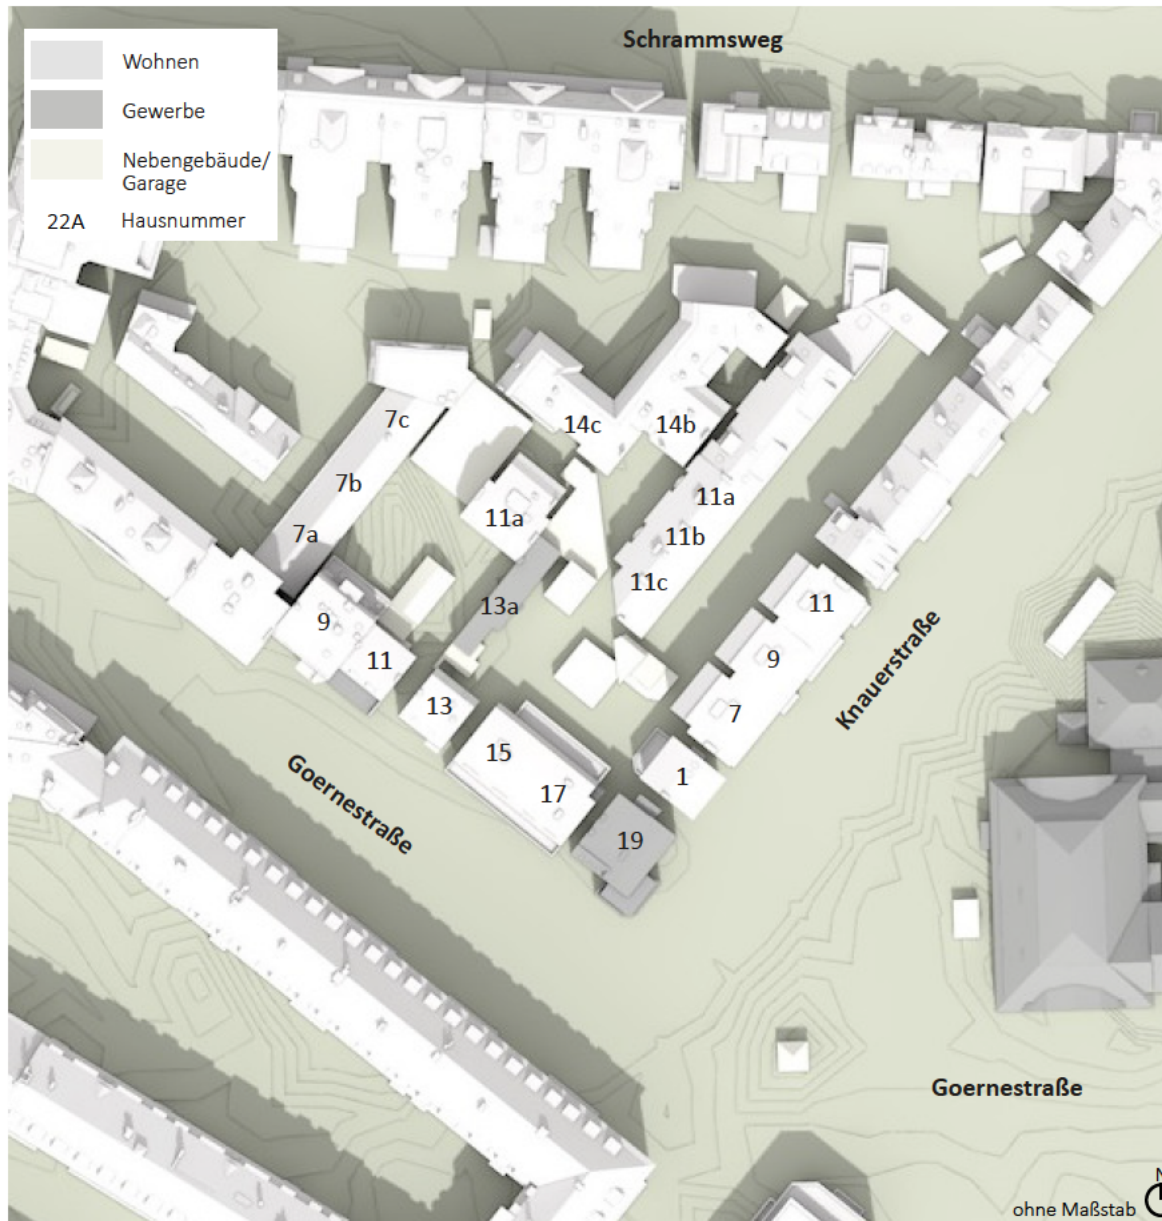 Schrammsweg
Wohnen
Gewerbe
Nebengebäude/
Garage
22A Hausnummer
7c
14c
14b
7b
11a
11a
7a
11b
11c
13a
11
9
9
11
7
13
15
1
17
19
Knauerstraße
Goernestraße
Goernestraße
N
ohne Maßstab